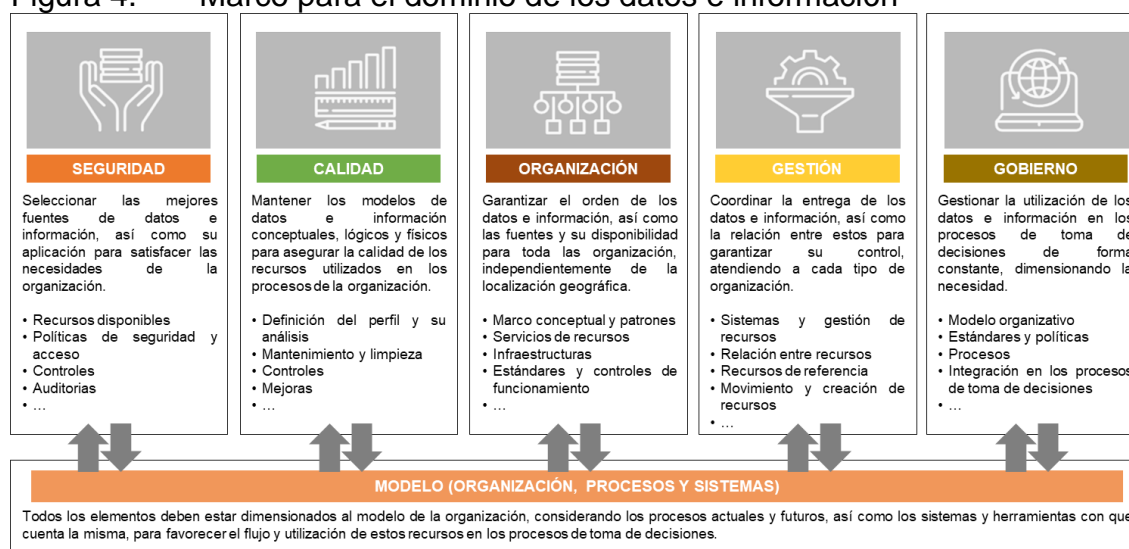 Figura 4. Marco para el dominio de los datos e información
SEGURIDAD
Seleccionar las mejores
fuentes de datos e
información, así como su
aplicación para satisfacer las
necesidades de la
organización.
• Recursos disponibles
• Políticas de seguridad y
acceso
• Controles
• Auditorias
• ...
CALIDAD
Mantener los modelos de
datos e información
conceptuales, lógicos y físicos
para asegurar la calidad de los
recursos utilizados en los
procesos de la organización.
• Definición del perfil y su
análisis
• Mantenimiento y limpieza
• Controles
• Mejoras
• ...
ORGANIZACIÓN
Garantizar el orden de los
datos e información, así como
las fuentes y su disponibilidad
para toda las organización,
independientemente de la
localización geográfica.
• Marco conceptual y patrones
• Servicios de recursos
• Infraestructuras
• Estándares y controles de
funcionamiento
• ...
GESTIÓN
Coordinar la entrega de los
datos e información, así como
la relación entre estos para
garantizar su control,
atendiendo a cada tipo de
organización.
• Sistemas y gestión de
recursos
• Relación entre recursos
• Recursos de referencia
• Movimiento y creación de
recursos
• ...
GOBIERNO
Gestionar la utilización de los
datos e información en los
procesos de toma de
decisiones de forma
constante, dimensionando la
necesidad.
• Modelo organizativo
• Estándares y políticas
• Procesos
• Integración en los procesos
de toma de decisiones
• ...
MODELO (ORGANIZACIÓN, PROCESOS Y SISTEMAS)
Todos los elementos deben estar dimensionados al modelo de la organización, considerando los procesos actuales y futuros, así como los sistemas y herramientas con que
cuenta la misma, para favorecer el flujo y utilización de estos recursos en los procesos de toma de decisiones.